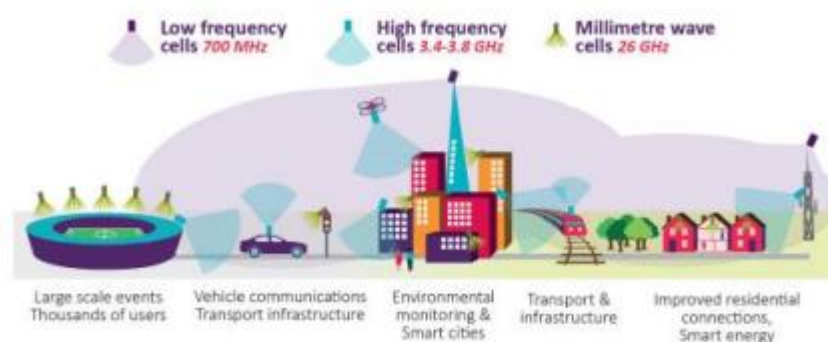 Low frequency
cells 700 MHz
High frequency
cells 3.4-3.8 GHz
Millimetre wave
cells 26 GHz
Large scale events
Thousands of users
Vehicle communications
Transport infrastructure
Environmental
monitoring &
Smart cities
Transport &
infrastructure
Improved residential
connections,
Smart energy